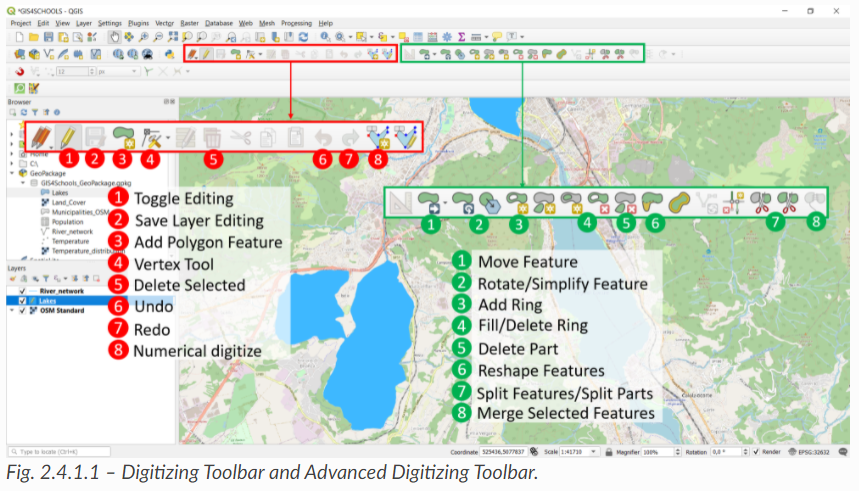 *GIS4SCHOOLS - QGIS
Project Edit View Layer Settings Plugins Vector Raster Database Web Mesh Processing Help
12 px
Browser
Home
C:\
GeoPackage
GIS4Schools_GeoPackage.gpkg
Lakes
Land_Cover
Municipalities_OSM
Population
River_network
Temperature
Temperature_distrib
Layers
River_network
Lakes
OSM Standard
1 2 3 4 5 6 7 8
1 Toggle Editing
2 Save Layer Editing
3 Add Polygon Feature
4 Vertex Tool
5 Delete Selected
6 Undo
7 Redo
8 Numerical digitize
1 2 3 4 5 6 7 8
1 Move Feature
2 Rotate/Simplify Feature
3 Add Ring
4 Fill/Delete Ring
5 Delete Part
6 Reshape Features
7 Split Features/Split Parts
8 Merge Selected Features
Type to locate (Ctrl+K) Coordinate 525436,5077637 Scale 1:41710 Magnifier 100% Rotation 0,0 ° Render EPSG:32632
Fig. 2.4.1.1 – Digitizing Toolbar and Advanced Digitizing Toolbar.